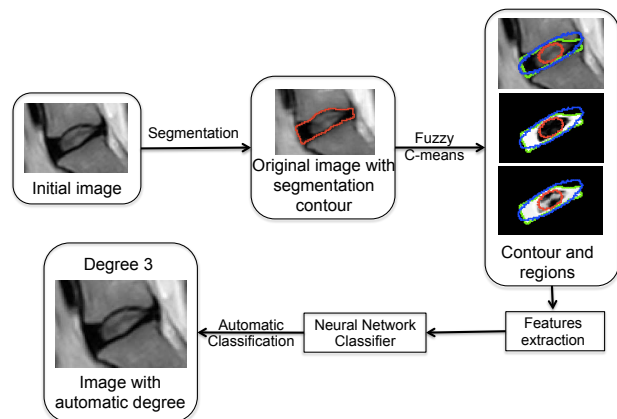 Initial image
Segmentation
Original image with
segmentation
contour
Fuzzy
C-means
Contour and
regions
Features
extraction
Neural Network
Classifier
Automatic
Classification
Degree 3
Image with
automatic degree